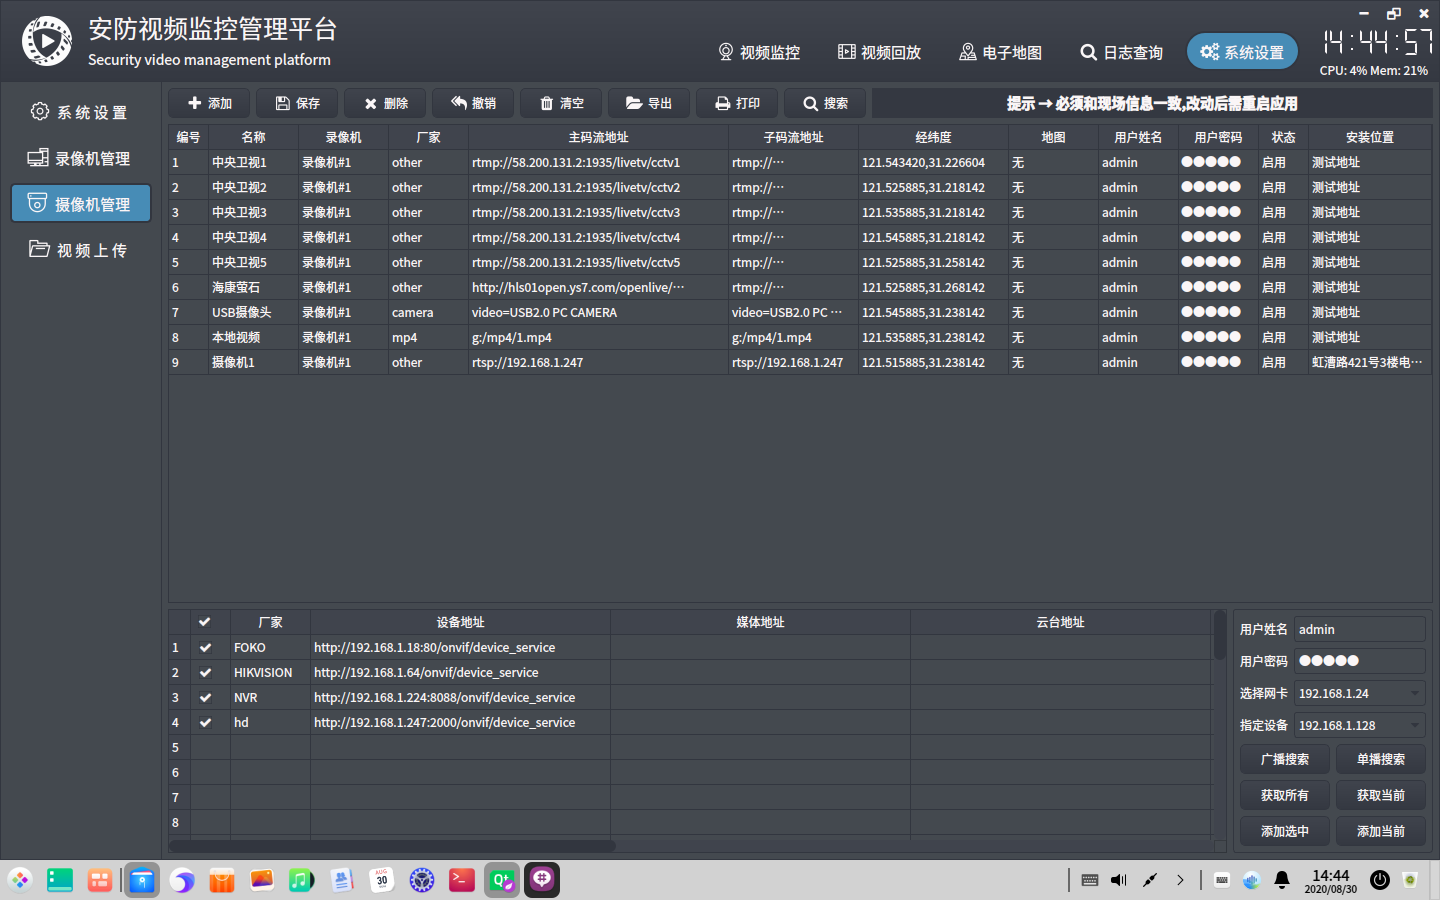 安防视频监控管理平台
Security video management platform
视频监控 视频回放 电子地图 日志查询 系统设置
14:44:57
CPU: 4% Mem: 21%
系统设置
录像机管理
摄像机管理
视频上传
添加 保存 删除 撤销 清空 导出 打印 搜索 提示 → 必须和现场信息一致,改动后需重启应用
编号 名称 录像机 厂家 主码流地址 子码流地址 经纬度 地图 用户姓名 用户密码 状态 安装位置
1 中央卫视1 录像机#1 other rtmp://58.200.131.2:1935/livetv/cctv1 rtmp://··· 121.543420,31.226604 无 admin ●●●●● 启用 测试地址
2 中央卫视2 录像机#1 other rtmp://58.200.131.2:1935/livetv/cctv2 rtmp://··· 121.525885,31.218142 无 admin ●●●●● 启用 测试地址
3 中央卫视3 录像机#1 other rtmp://58.200.131.2:1935/livetv/cctv3 rtmp://··· 121.535885,31.218142 无 admin ●●●●● 启用 测试地址
4 中央卫视4 录像机#1 other rtmp://58.200.131.2:1935/livetv/cctv4 rtmp://··· 121.545885,31.218142 无 admin ●●●●● 启用 测试地址
5 中央卫视5 录像机#1 other rtmp://58.200.131.2:1935/livetv/cctv5 rtmp://··· 121.525885,31.258142 无 admin ●●●●● 启用 测试地址
6 海康萤石 录像机#1 other http://hls01open.ys7.com/openlive/··· rtmp://··· 121.525885,31.268142 无 admin ●●●●● 启用 测试地址
7 USB摄像头 录像机#1 camera video=USB2.0 PC CAMERA video=USB2.0 PC ··· 121.545885,31.238142 无 admin ●●●●● 启用 测试地址
8 本地视频 录像机#1 mp4 g:/mp4/1.mp4 g:/mp4/1.mp4 121.535885,31.238142 无 admin ●●●●● 启用 测试地址
9 摄像机1 录像机#1 other rtsp://192.168.1.247 rtsp://192.168.1.247 121.515885,31.238142 无 admin ●●●●● 启用 虹漕路421号3楼电···
厂家 设备地址 媒体地址 云台地址
1 FOKO http://192.168.1.18:80/onvif/device_service
2 HIKVISION http://192.168.1.64/onvif/device_service
3 NVR http://192.168.1.224:8088/onvif/device_service
4 hd http://192.168.1.247:2000/onvif/device_service
5
6
7
8
用户姓名 admin
用户密码 ●●●●●
选择网卡 192.168.1.24
指定设备 192.168.1.128
广播搜索 单播搜索
获取所有 获取当前
添加选中 添加当前
AUG
30
14:44
2020/08/30